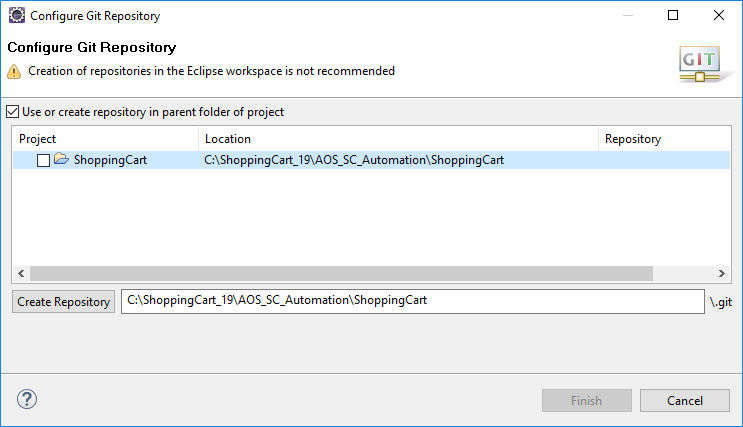 Configure Git Repository
Configure Git Repository
Creation of repositories in the Eclipse workspace is not recommended
GIT
Use or create repository in parent folder of project
Project Location Repository
ShoppingCart C:\ShoppingCart_19\AOS_SC_Automation\ShoppingCart
Create Repository C:\ShoppingCart_19\AOS_SC_Automation\ShoppingCart \.git
? Finish Cancel